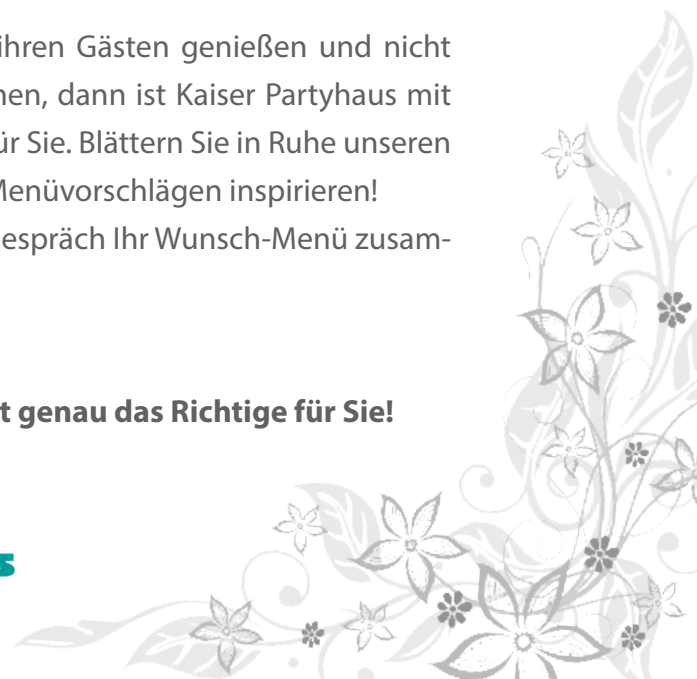 ihren Gästen genießen und nicht
nen, dann ist Kaiser Partyhaus mit
ür Sie. Blättern Sie in Ruhe unseren
Menüvorschlägen inspirieren!
espräch Ihr Wunsch-Menü zusam-
t genau das Richtige für Sie!
s